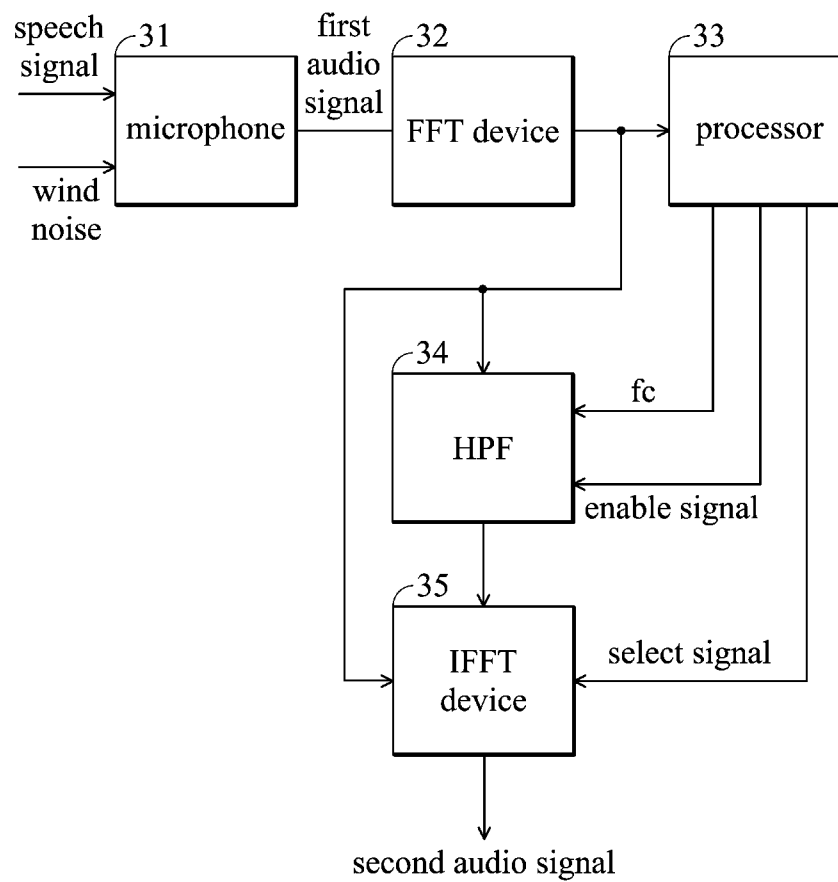 speech
signal
31
first
audio
signal
32
33
microphone
FFT device
processor
wind
noise
34
fc
HPF
enable signal
35
IFFT
device
select signal
second audio signal